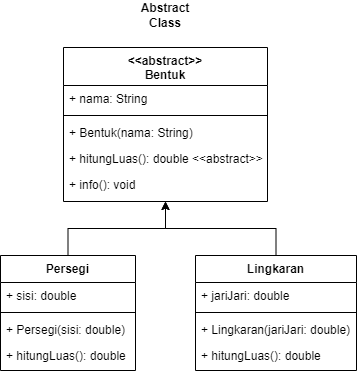 Abstract
Class
<<abstract>>
Bentuk
+ nama: String
+ Bentuk(nama: String)
+ hitungLuas(): double <<abstract>>
+ info(): void
Persegi
+ sisi: double
+ Persegi(sisi: double)
+ hitungLuas(): double
Lingkaran
+ jariJari: double
+ Lingkaran(jariJari: double)
+ hitungLuas(): double